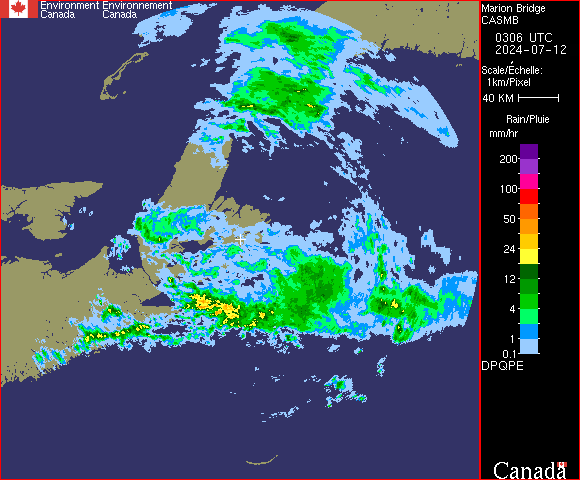 Environment Environnement
Canada Canada
Marion Bridge
CASMB
0306 UTC
2024-07-12
Scale/Échelle:
1km/Pixel
40 KM
Rain/Pluie
mm/hr
200
100
50
24
12
4
1
0.1
DPQPE
Canada